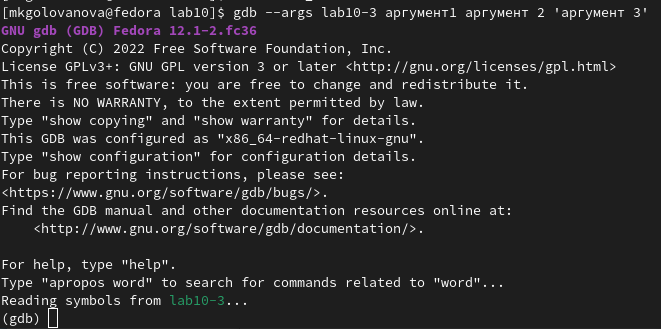 [mkgolovanova@fedora lab10]$ gdb --args lab10-3 аргумент1 аргумент 2 'аргумент 3'
GNU gdb (GDB) Fedora 12.1-2.fc36
Copyright (C) 2022 Free Software Foundation, Inc.
License GPLv3+: GNU GPL version 3 or later <http://gnu.org/licenses/gpl.html>
This is free software: you are free to change and redistribute it.
There is NO WARRANTY, to the extent permitted by law.
Type "show copying" and "show warranty" for details.
This GDB was configured as "x86_64-redhat-linux-gnu".
Type "show configuration" for configuration details.
For bug reporting instructions, please see:
<https://www.gnu.org/software/gdb/bugs/>.
Find the GDB manual and other documentation resources online at:
    <http://www.gnu.org/software/gdb/documentation/>.

For help, type "help".
Type "apropos word" to search for commands related to "word"...
Reading symbols from lab10-3...
(gdb)